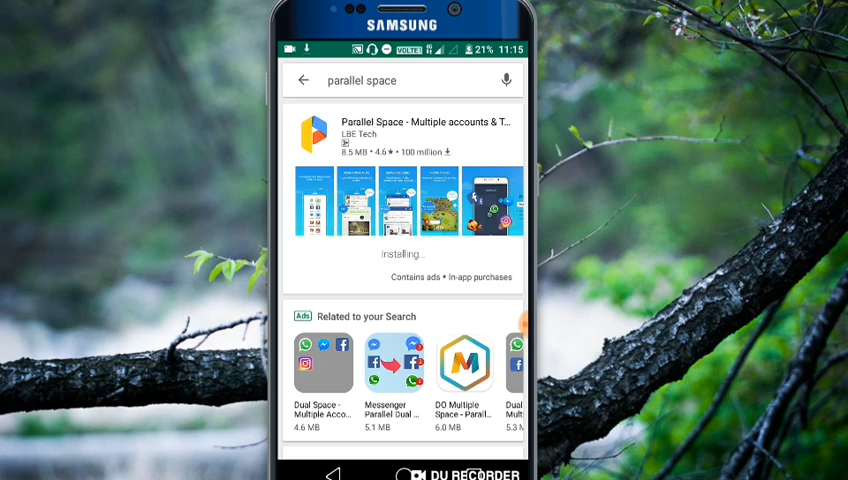 SAMSUNG
VOLTE 21% 11:15
parallel space
Parallel Space - Multiple accounts & T...
LBE Tech
8.5 MB • 4.6★ • 100 million
Installing...
Contains ads • In-app purchases
Ads Related to your Search
Dual Space -
Multiple Acco...
4.6 MB
Messenger
Parallel Dual ...
5.1 MB
DO Multiple
Space - Parall...
6.0 MB
Dual
Mult
5.3 M
DU RECORDER